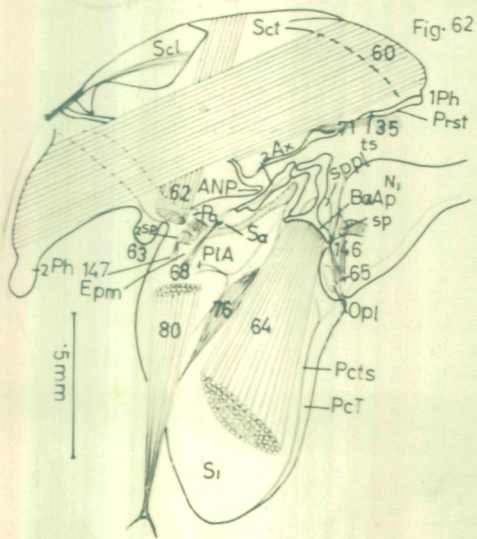 Fig. 62
Scl
Sct
60
1Ph
Prst
71
35
ts
2Ax
sppl
ANP
62
N1
BaAp
sp
Pa
Sa
2sp
63
PlA
146
65
2Ph
147
68
Epm
Opl
80
76
64
Pcts
PcT
.5mm
S1